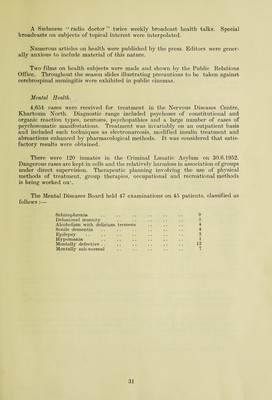 A Sudanese "radio doctor" twice weekly broadcast health talks. Special
broadcasts on subjects of topical interest were interpolated.
Numerous articles on health were published by the press. Editors were gener-
ally anxious to include material of this nature.
Two films on health subjects were made and shown by the Public Relations
Office. Throughout the season slides illustrating precautions to be taken against
cerebrospinal meningitis were exhibited in public cinemas.
Mental Health.
4,654 cases were received for treatment in the Nervous Diseases Centre,
Khartoum North. Diagnostic range included psychoses of constitutional and
organic reaction types, neuroses, psychopathies and a large number of cases of
psychosomatic manifestations. Treatment was invariably on an outpatient basis
and included such techniques as electronarcosis, modified insulin treatment and
abreactions enhanced by pharmacological methods. It was considered that satis-
factory results were obtained.
There were 120 inmates in the Criminal Lunatic Asylum on 30.6.1952.
Dangerous cases are kept in cells and the relatively harmless in association of groups
under direct supervision. Therapeutic planning involving the use of physical
methods of treatment, group therapies, occupational and recreational methods
is being worked out.
The Mental Diseases Board held 47 examinations on 45 patients, classified as
follows :—
Schizophrenia .. .. .. .. .. .. 9
Delusional insanity .. .. .. .. ..
Alcoholism with delirium tremens .. .. .. 4
Senile dementia .. .. .. .. .. .. 4
Epilepsy .. .. .. .. .. ..
Hypomania .. .. .. .. .. .. 1
Mentally defective .. .. .. .. .. .. 12
Mentally sub-normal .. .. .. .. .. 7
31